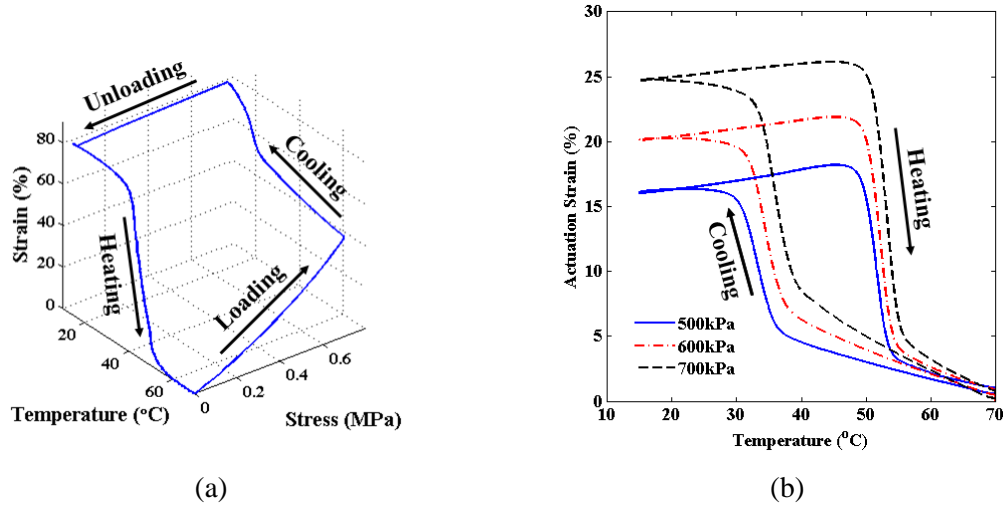 Unloading
Cooling
Heating
Loading
Strain (%)
80
60
40
20
0
20
40
60
0
0.2
0.4
0.6
Temperature (°C)
Stress (MPa)
(a)
Actuation Strain (%)
30
25
20
15
10
5
0
Heating
Cooling
500kPa
600kPa
700kPa
10
20
30
40
50
60
70
Temperature (°C)
(b)